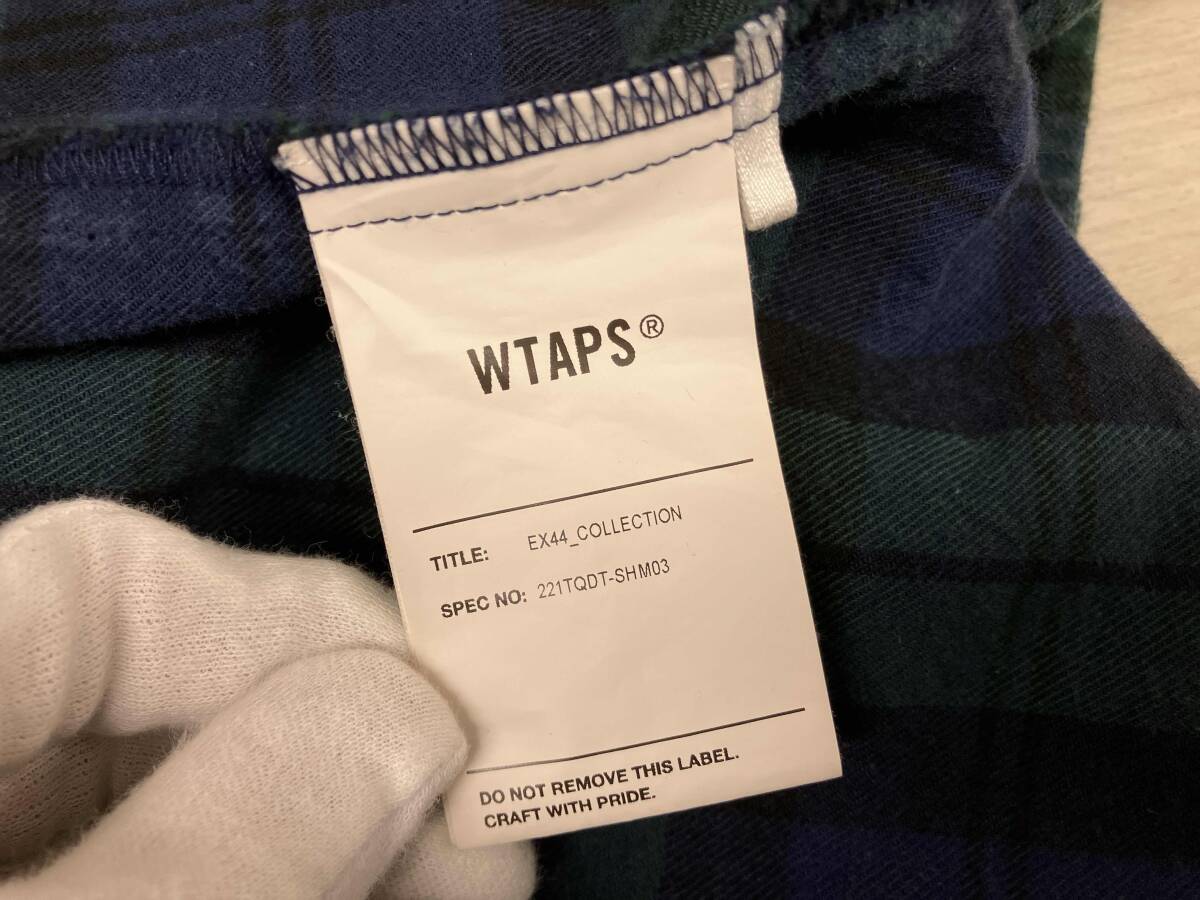 WTAPS®
TITLE: EX44_COLLECTION
SPEC NO: 221TQDT-SHM03
DO NOT REMOVE THIS LABEL.
CRAFT WITH PRIDE.